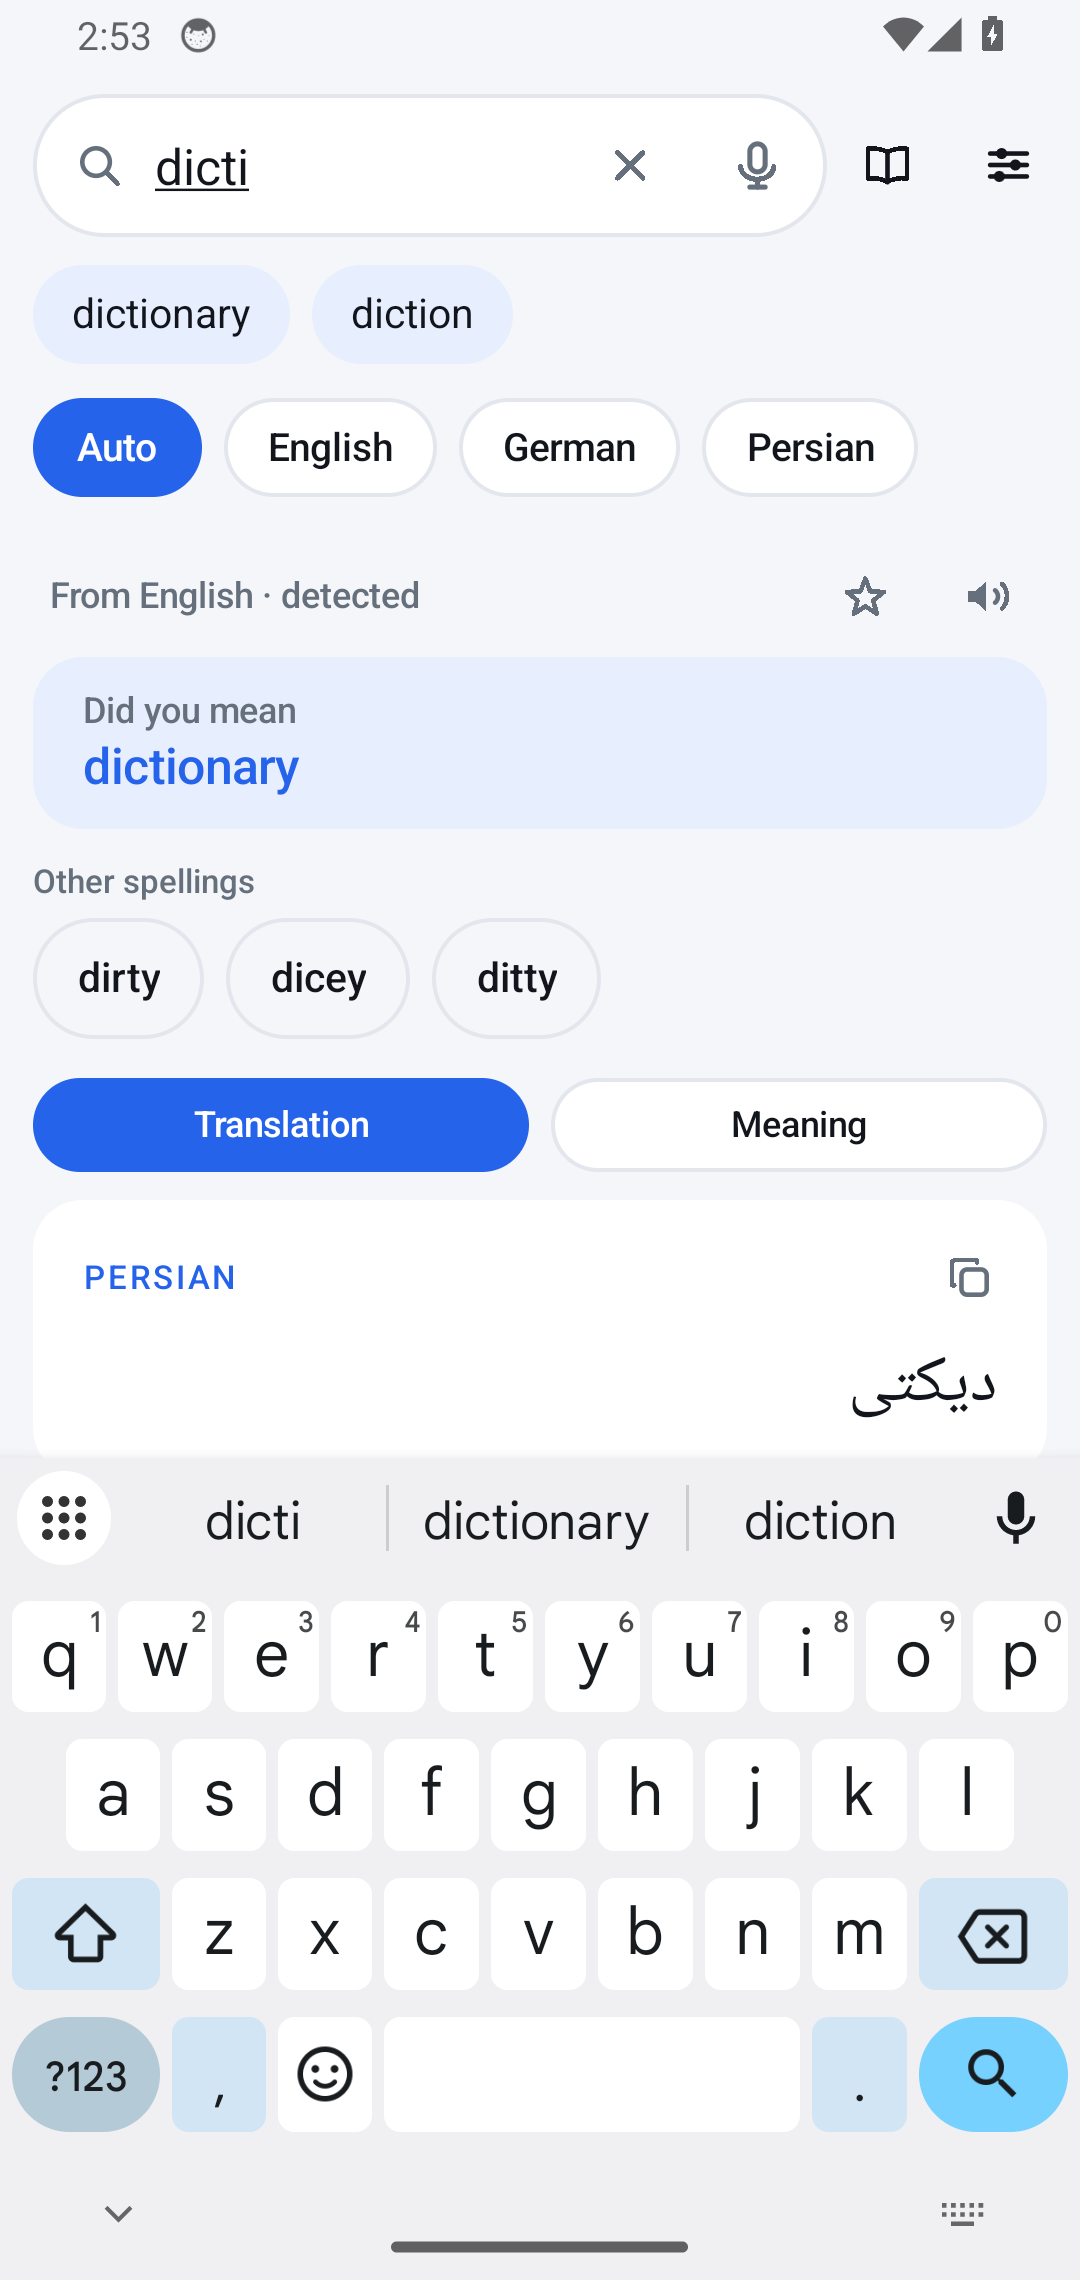 2:53
dicti
dictionary diction
Auto English German Persian
From English · detected
Did you mean
dictionary
Other spellings
dirty dicey ditty
Translation Meaning
PERSIAN
دیکتی
dicti dictionary diction
q 1 w 2 e 3 r 4 t 5 y 6 u 7 i 8 o 9 p 0
a s d f g h j k l
z x c v b n m
?123 , .